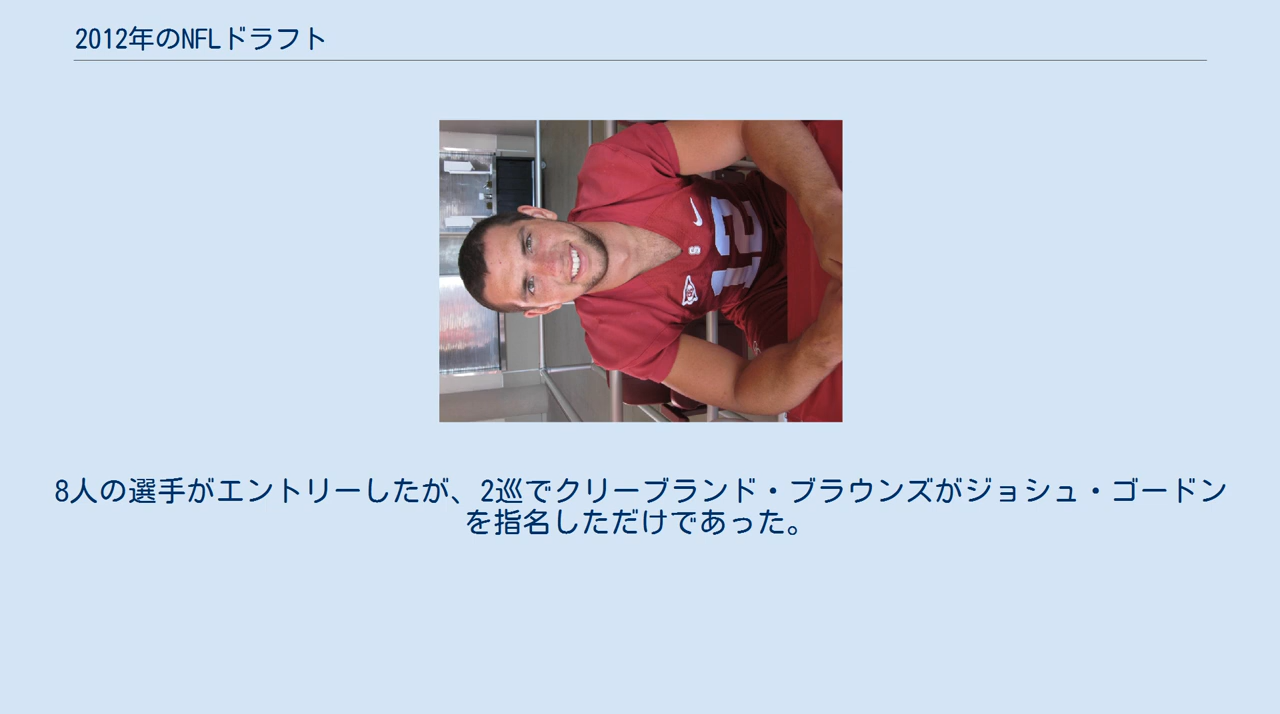 2012年のNFLドラフト
12
8人の選手がエントリーしたが、2巡でクリーブランド・ブラウンズがジョシュ・ゴードン
を指名しただけであった。